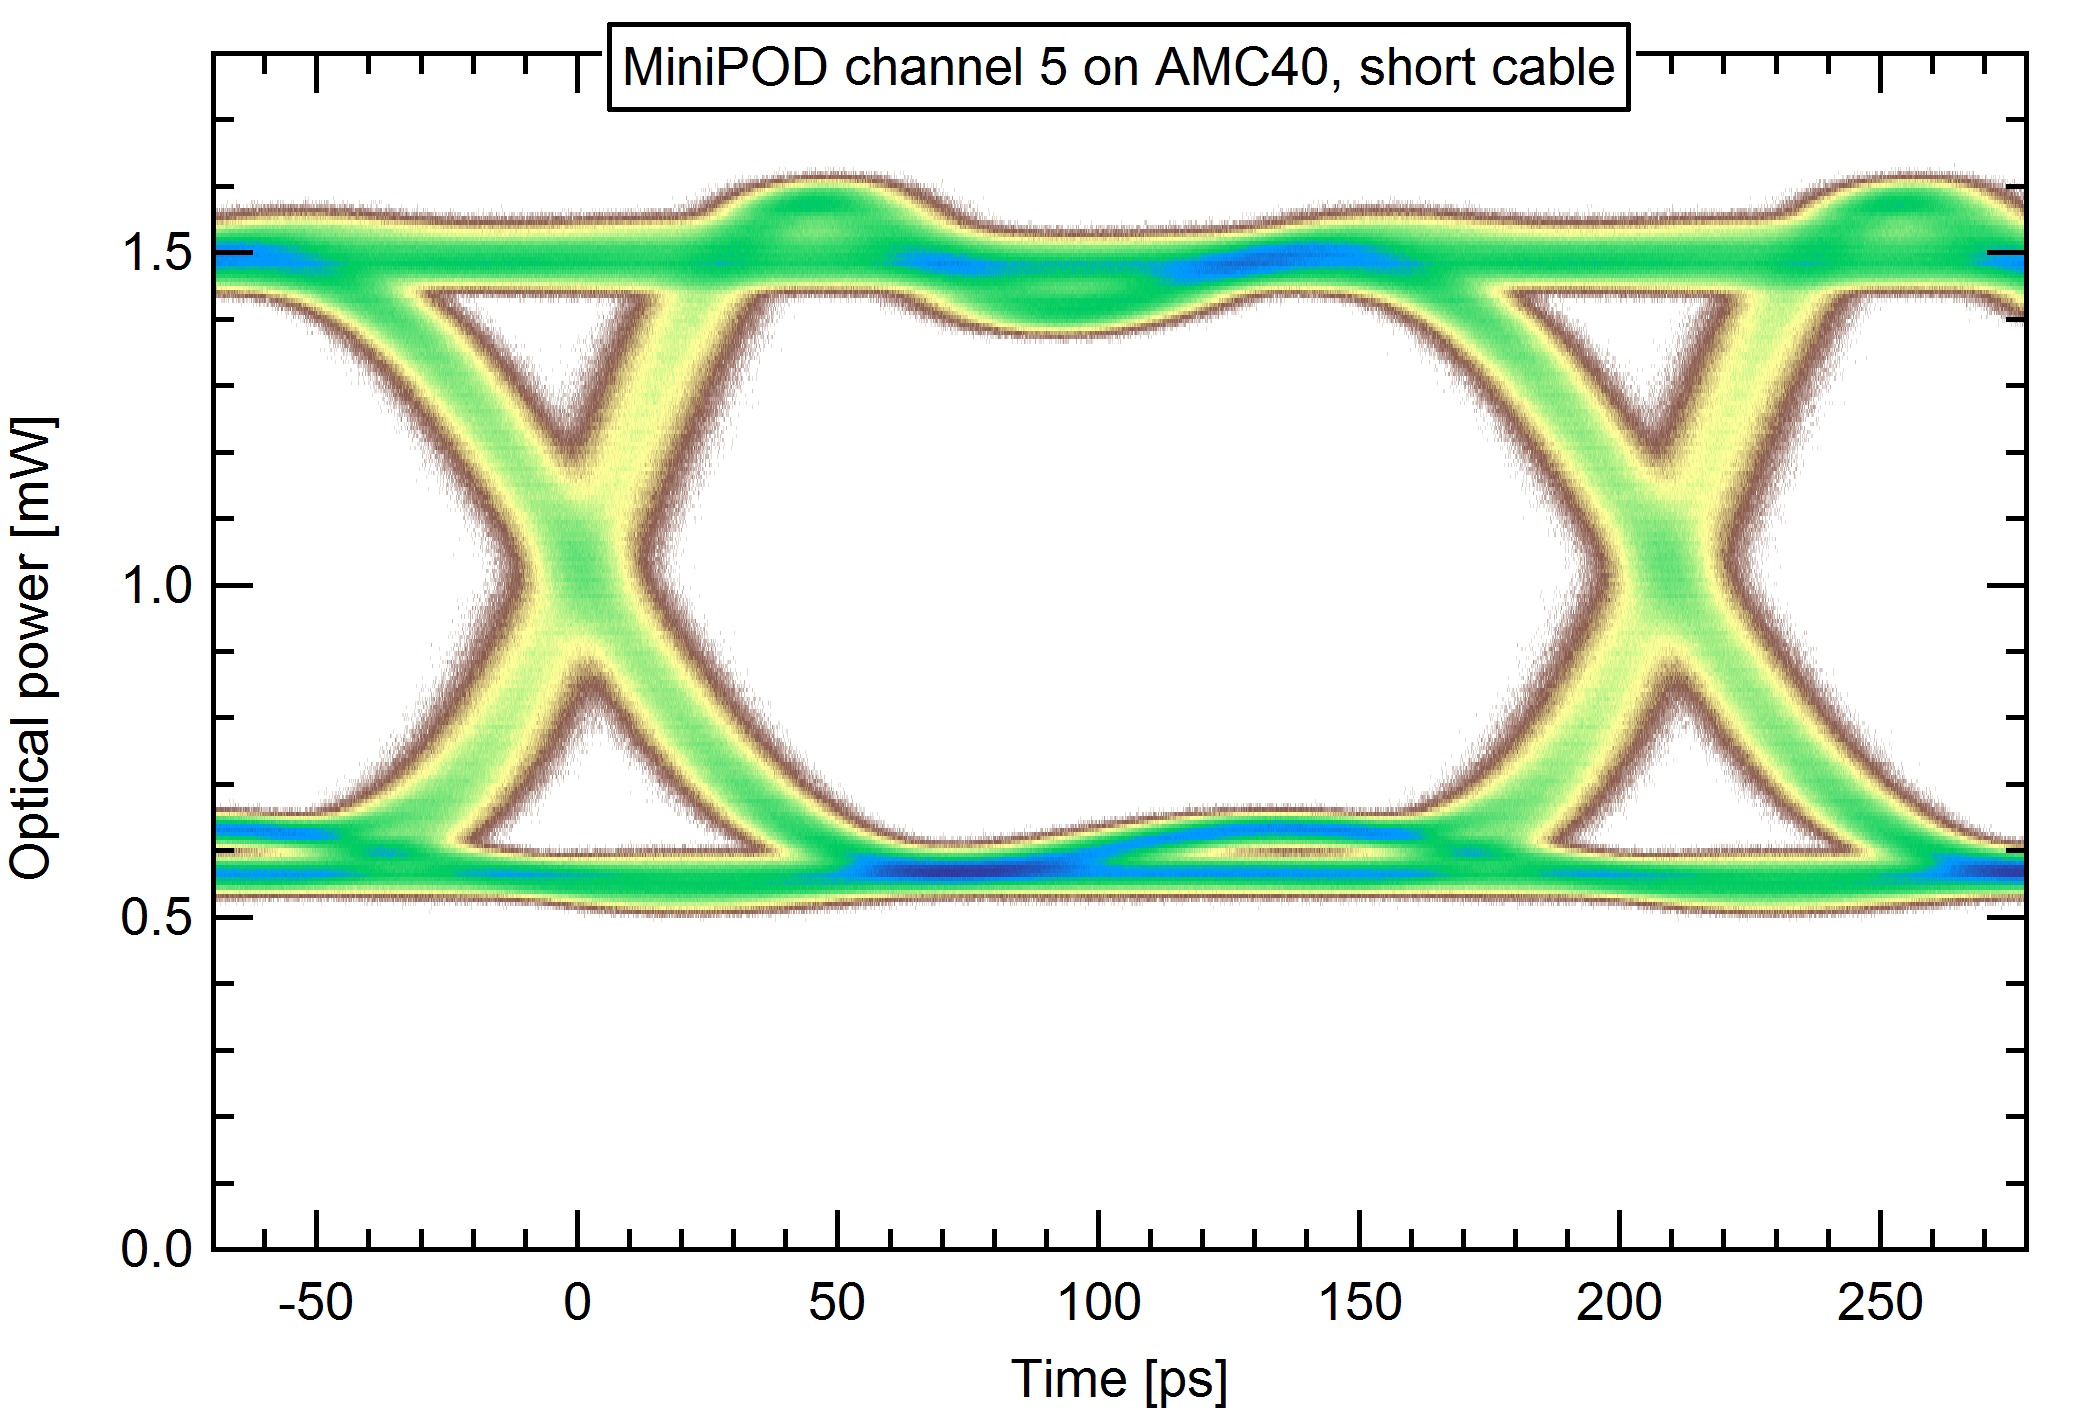 MiniPOD channel 5 on AMC40, short cable
1.5
1.0
0.5
0.0
Optical power [mW]
-50 0 50 100 150 200 250
Time [ps]